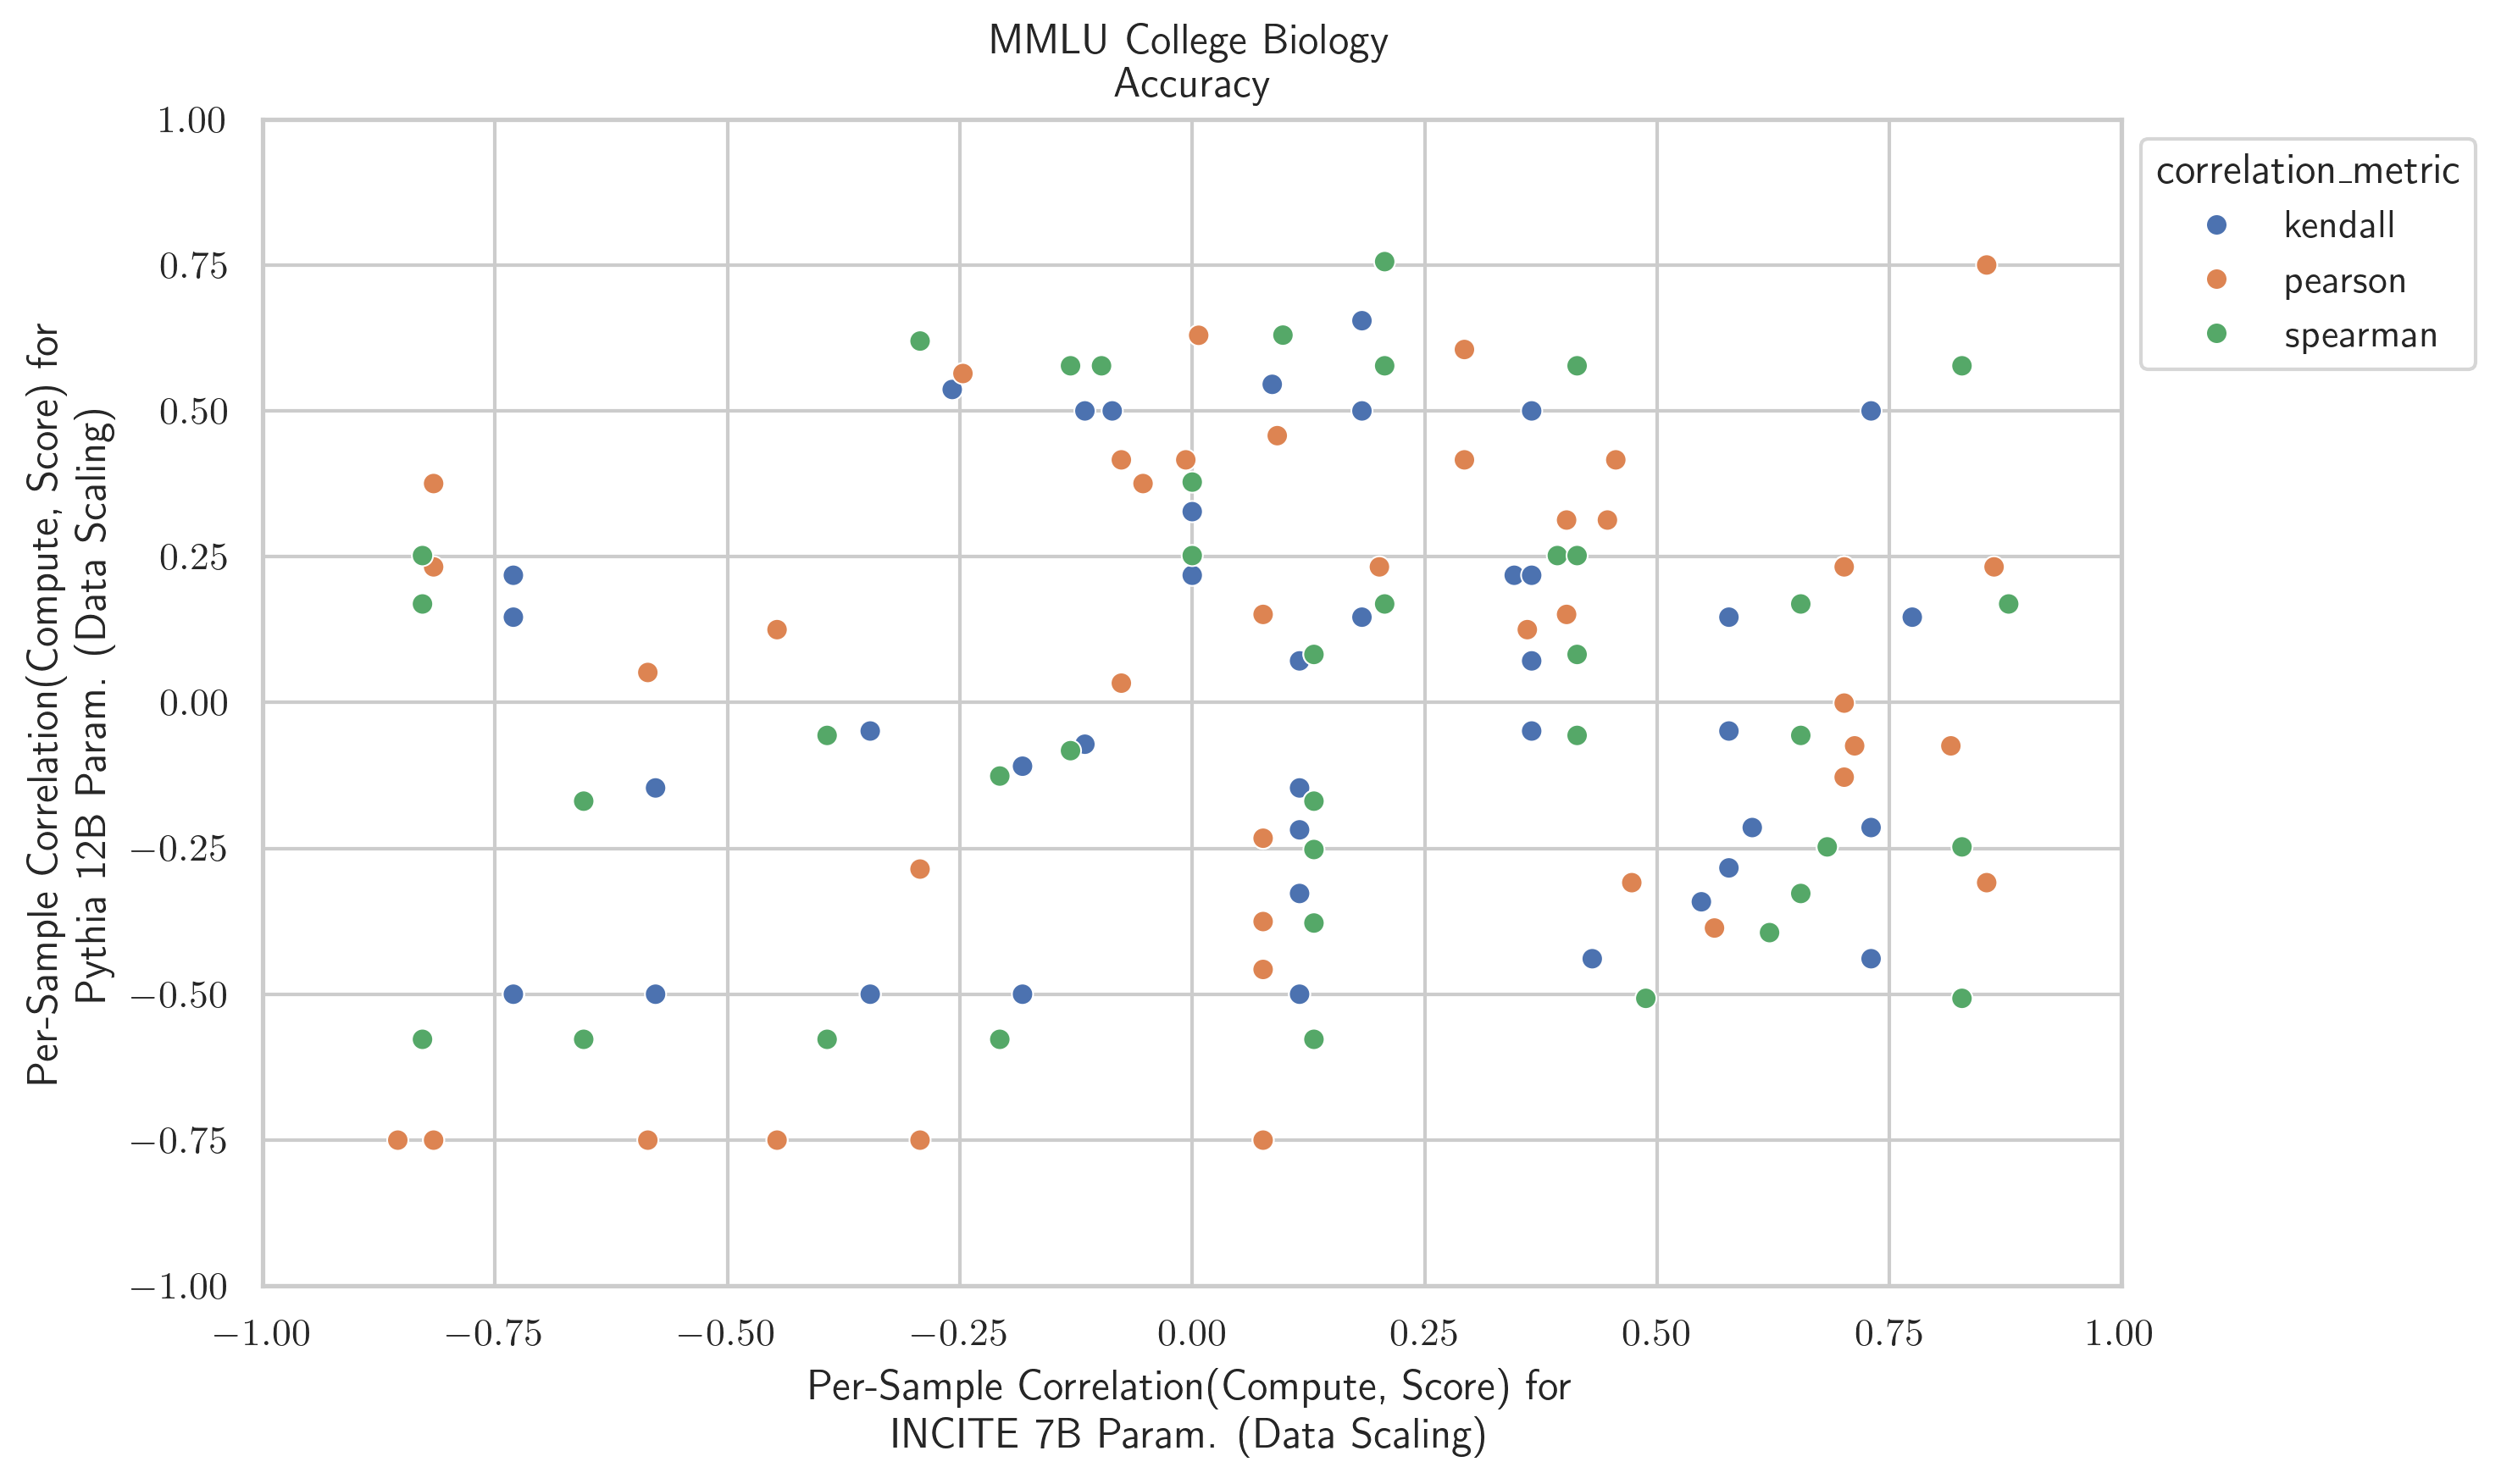 MMLU College Biology
Accuracy
1.00
0.75
0.50
0.25
0.00
−0.25
−0.50
−0.75
−1.00
Per-Sample Correlation(Compute, Score) for
Pythia 12B Param. (Data Scaling)
−1.00
−0.75
−0.50
−0.25
0.00
0.25
0.50
0.75
1.00
Per-Sample Correlation(Compute, Score) for
INCITE 7B Param. (Data Scaling)
correlation_metric
kendall
pearson
spearman